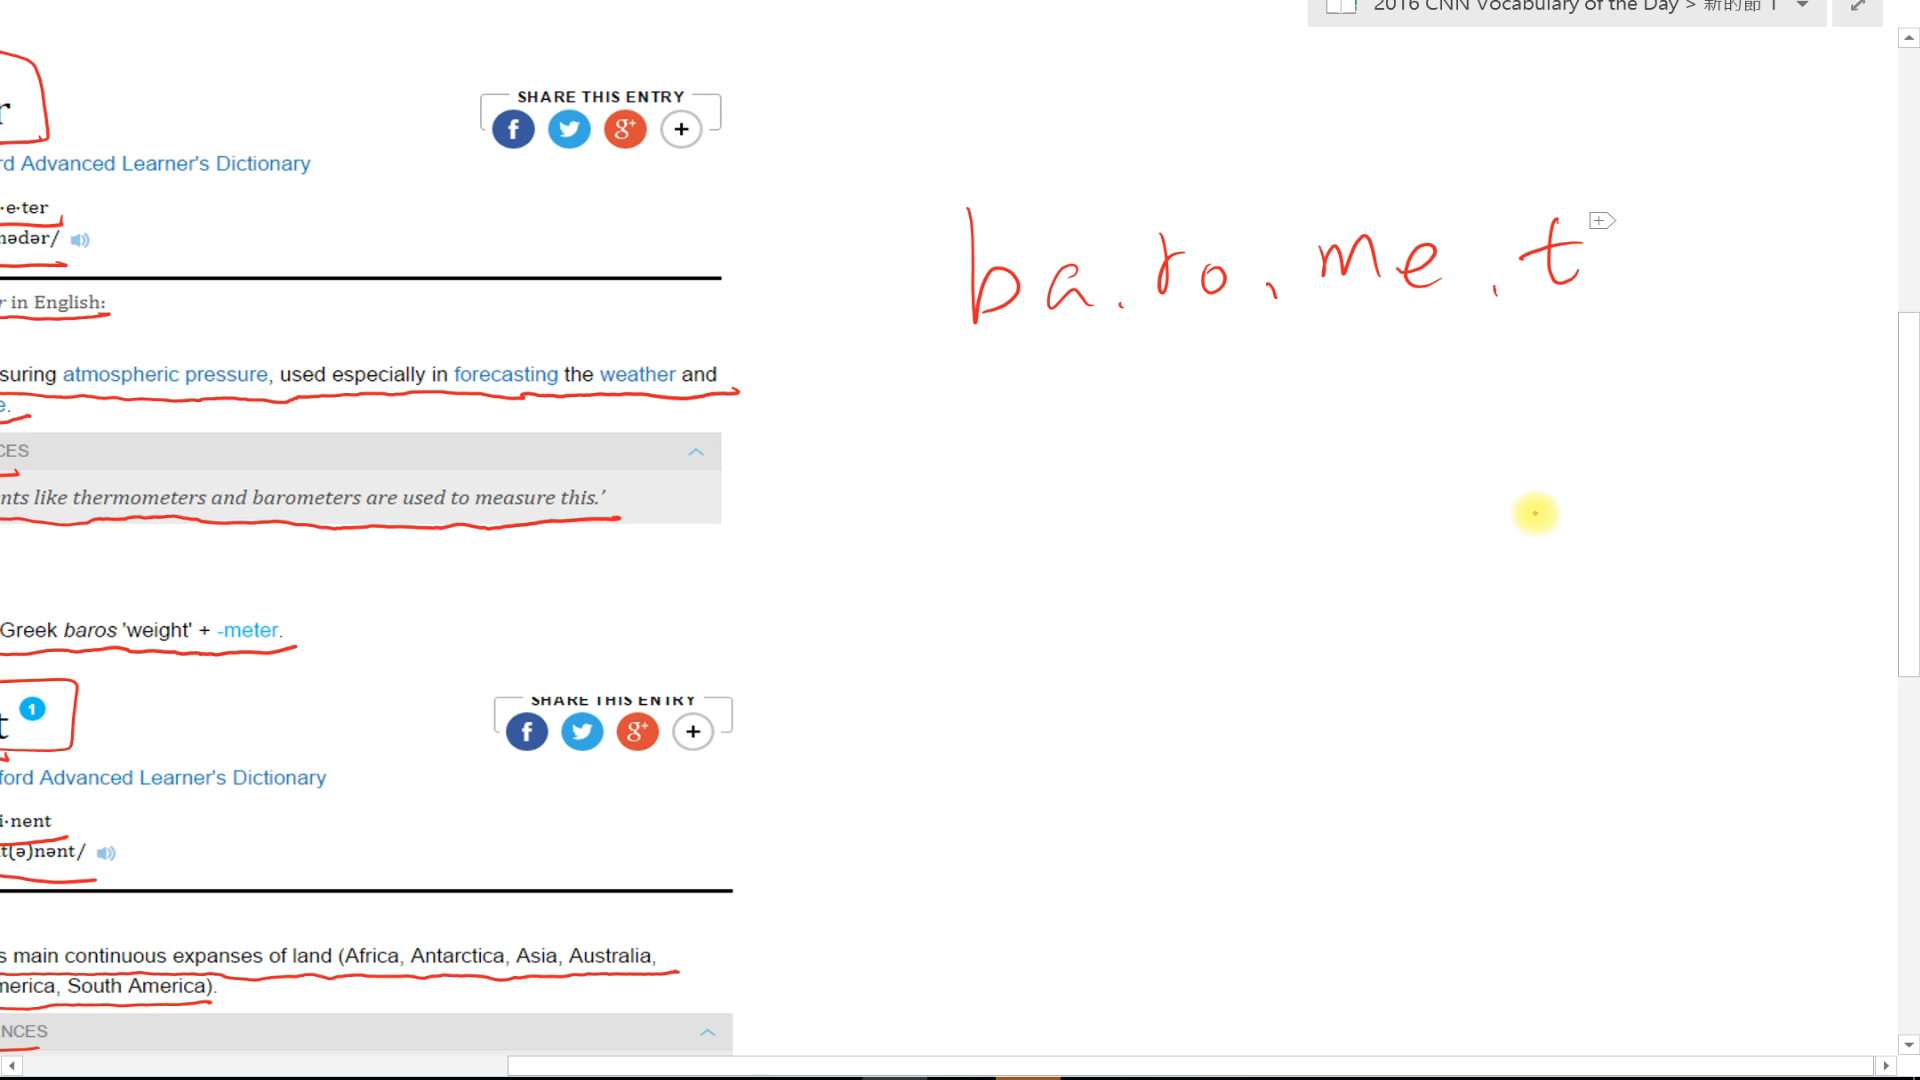 2016 CNN Vocabulary of the Day > 新的節 1
r
SHARE THIS ENTRY
rd Advanced Learner's Dictionary
·e·ter
mədər/
r in English:
suring atmospheric pressure, used especially in forecasting the weather and
e.
CES
nts like thermometers and barometers are used to measure this.'
Greek baros 'weight' + -meter.
ba.ro.me.t
t 1
SHARE THIS ENTRY
ford Advanced Learner's Dictionary
i·nent
t(ə)nənt/
s main continuous expanses of land (Africa, Antarctica, Asia, Australia,
merica, South America).
NCES